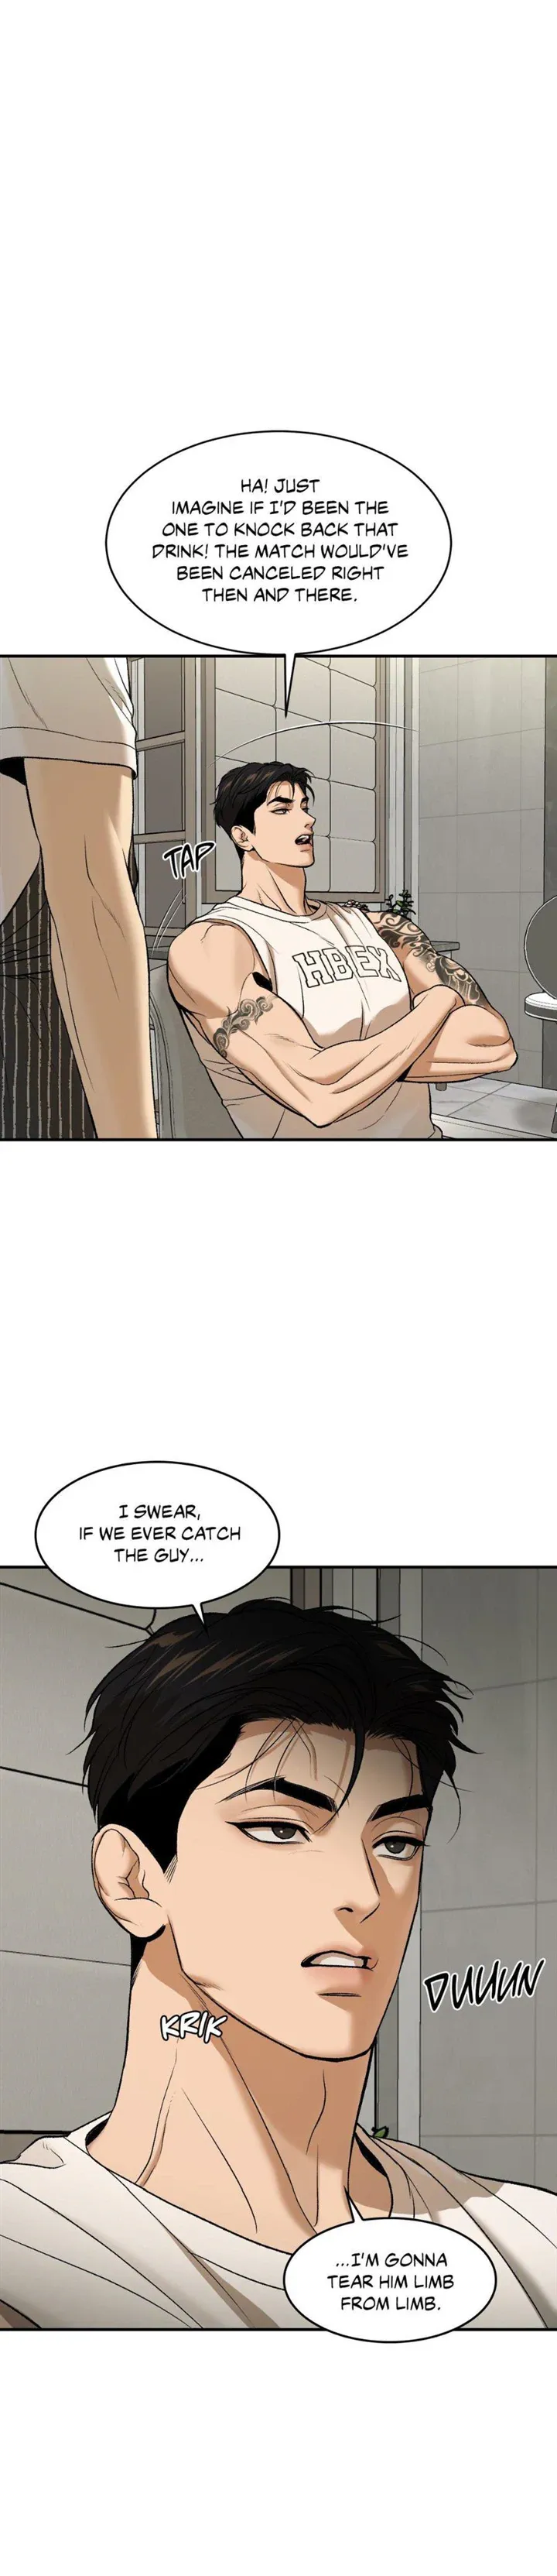 HA! JUST
IMAGINE IF I'D BEEN THE
ONE TO KNOCK BACK THAT
DRINK! THE MATCH WOULD'VE
BEEN CANCELED RIGHT
THEN AND THERE.
TAP
HBEX
I SWEAR,
IF WE EVER CATCH
THE GUY...
DUUUN
KRIK
...I'M GONNA
TEAR HIM LIMB
FROM LIMB.